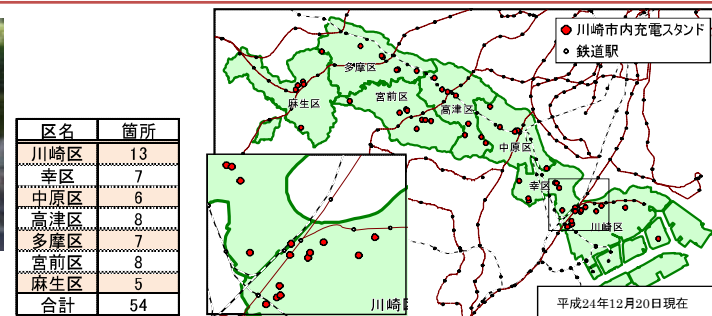 区名 箇所
川崎区 13
幸区 7
中原区 6
高津区 8
多摩区 7
宮前区 8
麻生区 5
合計 54
川崎市内充電スタンド
鉄道駅
多摩区
麻生区
宮前区
高津区
中原区
幸区
川崎区
川崎
平成24年12月20日現在